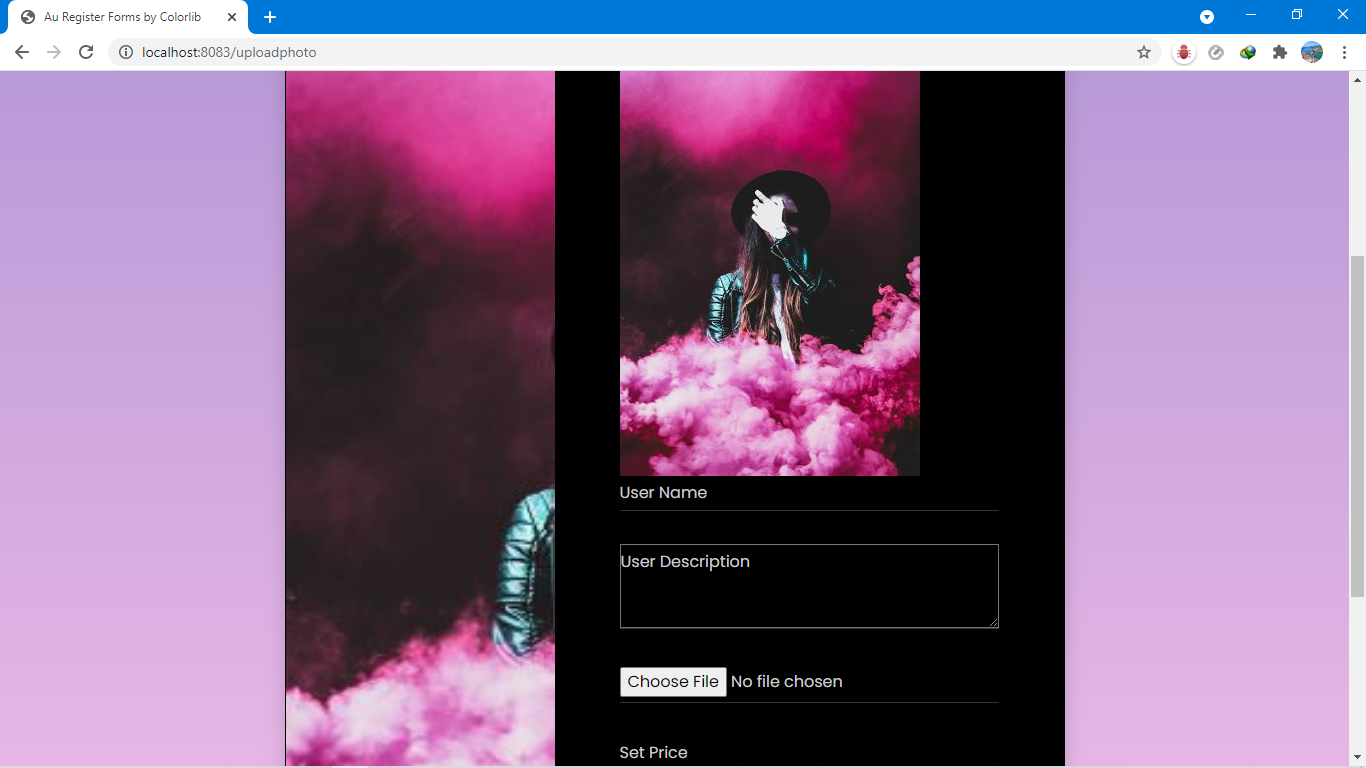 Au Register Forms by Colorlib
localhost:8083/uploadphoto
User Name
User Description
Choose File No file chosen
Set Price